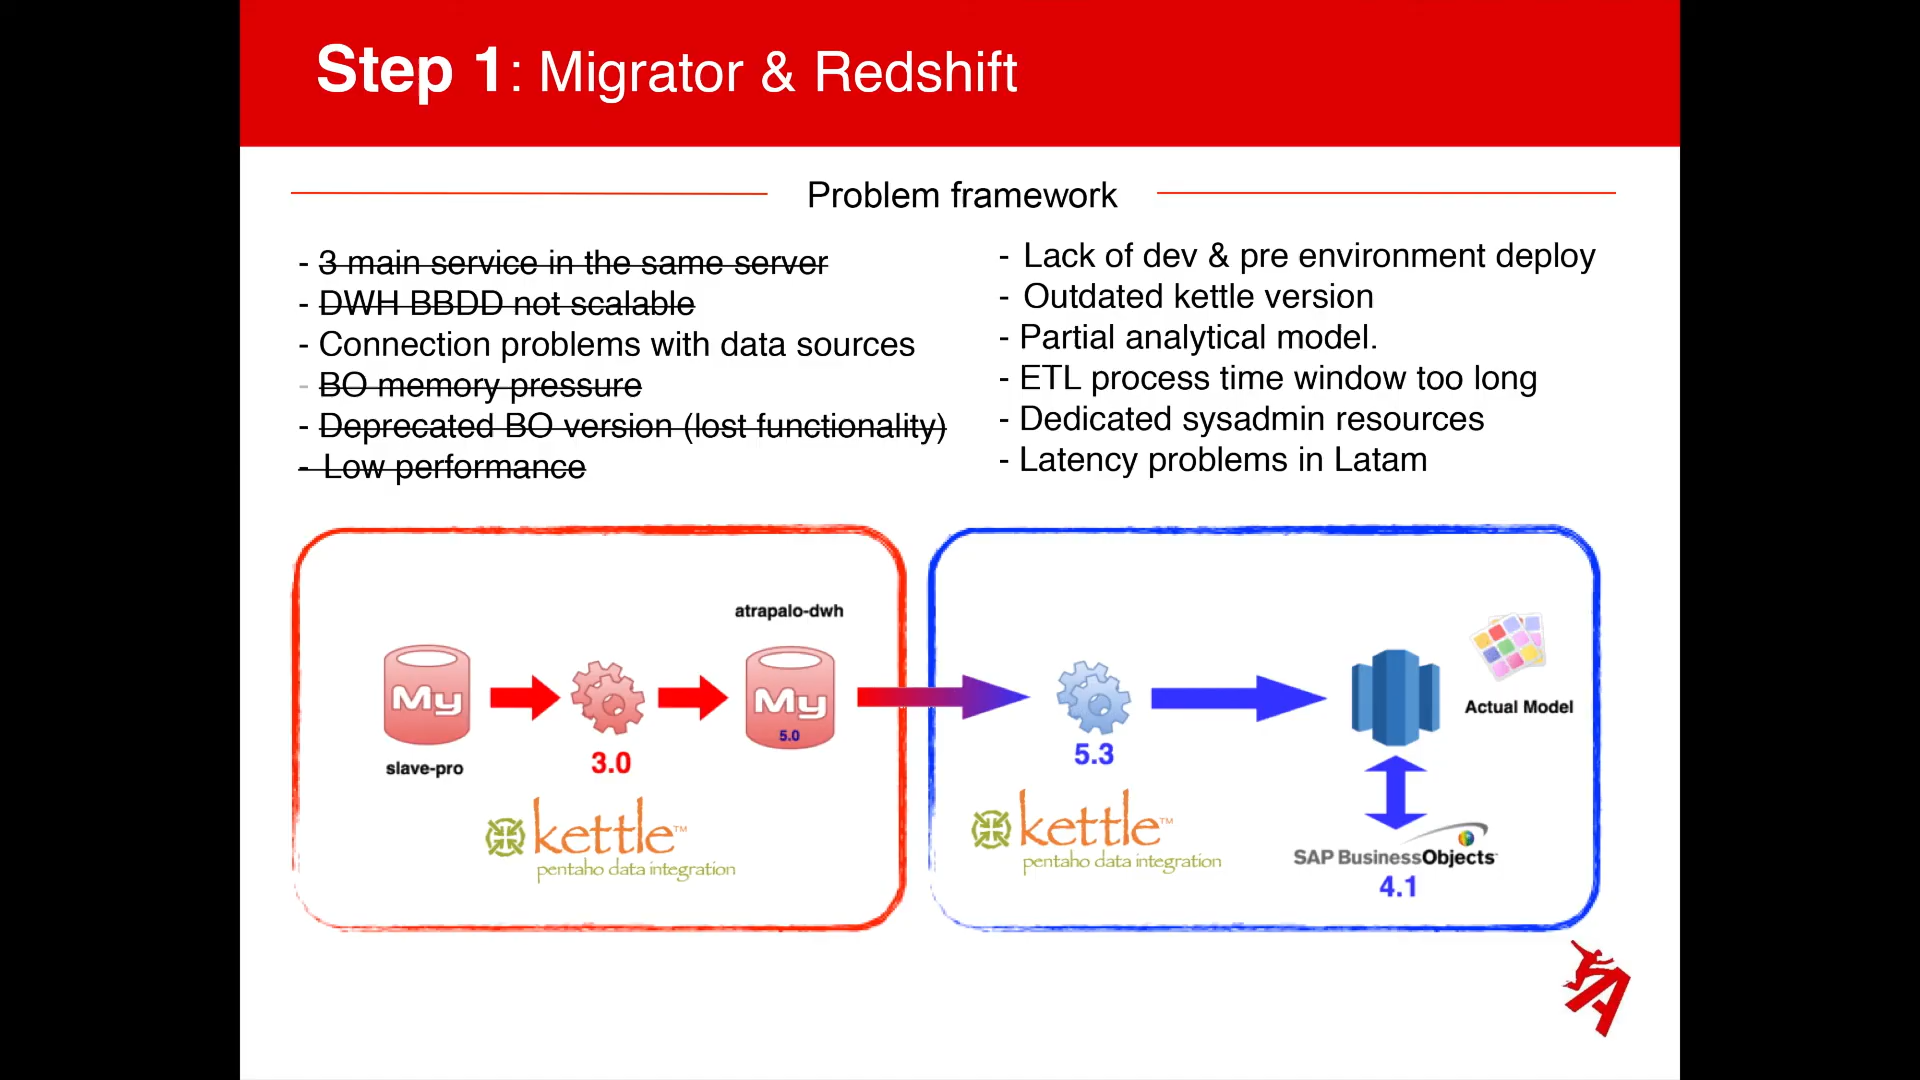 Step 1: Migrator & Redshift
Problem framework
- 3 main service in the same server
- DWH BBDD not scalable
- Connection problems with data sources
- BO memory pressure
- Deprecated BO version (lost functionality)
- Low performance
- Lack of dev & pre environment deploy
- Outdated kettle version
- Partial analytical model.
- ETL process time window too long
- Dedicated sysadmin resources
- Latency problems in Latam
atrapalo-dwh
My
My
5.0
slave-pro
3.0
kettle™
pentaho data integration
5.3
kettle™
pentaho data integration
Actual Model
SAP BusinessObjects
4.1
A